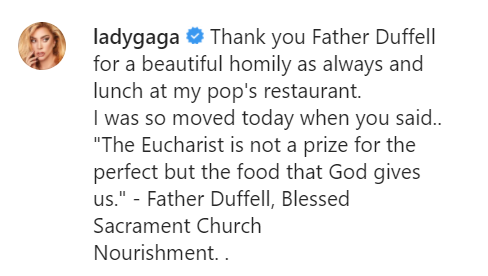 ladygaga Thank you Father Duffell
for a beautiful homily as always and
lunch at my pop's restaurant.
I was so moved today when you said..
"The Eucharist is not a prize for the
perfect but the food that God gives
us." - Father Duffell, Blessed
Sacrament Church
Nourishment. .